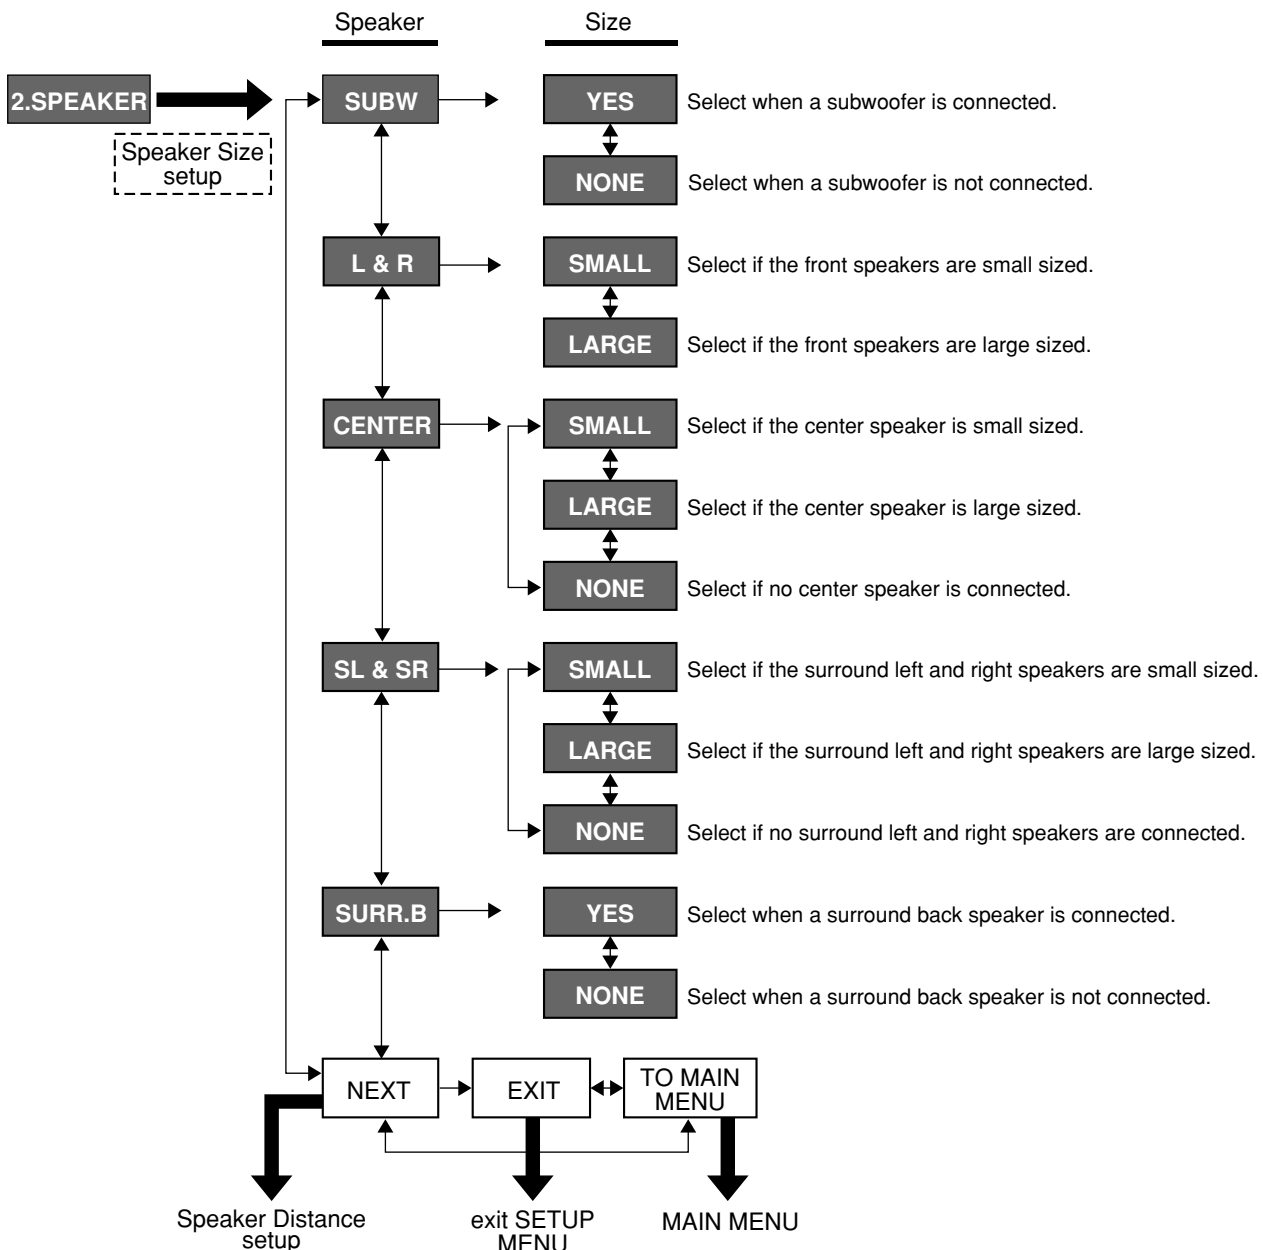 Speaker Size
2.SPEAKER
Speaker Size
setup
SUBW
YES Select when a subwoofer is connected.
NONE Select when a subwoofer is not connected.
L & R
SMALL Select if the front speakers are small sized.
LARGE Select if the front speakers are large sized.
CENTER
SMALL Select if the center speaker is small sized.
LARGE Select if the center speaker is large sized.
NONE Select if no center speaker is connected.
SL & SR
SMALL Select if the surround left and right speakers are small sized.
LARGE Select if the surround left and right speakers are large sized.
NONE Select if no surround left and right speakers are connected.
SURR.B
YES Select when a surround back speaker is connected.
NONE Select when a surround back speaker is not connected.
NEXT
EXIT
TO MAIN
MENU
Speaker Distance
setup
exit SETUP
MENU
MAIN MENU